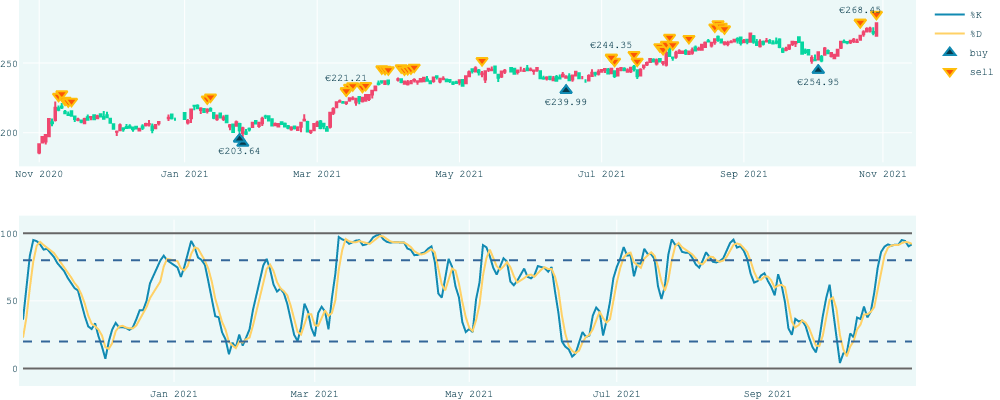 €268.45
%K
%D
buy
sell
€244.35
250
€221.21
€254.95
€239.99
200
€203.64
Nov 2020 Jan 2021 Mar 2021 May 2021 Jul 2021 Sep 2021 Nov 2021
100
50
0
Jan 2021 Mar 2021 May 2021 Jul 2021 Sep 2021